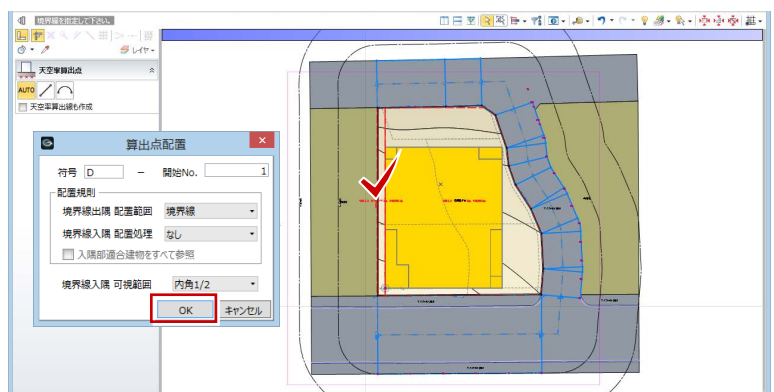 境界線を指定して下さい。
レイヤー
天空率算出点
AUTO
天空率算出線も作成
算出点配置
符号 D － 開始No. 1
配置規則
境界線出隅 配置範囲 境界線
境界線入隅 配置処理 なし
入隅部適合建物をすべて参照
境界線入隅 可視範囲 内角1/2
OK キャンセル